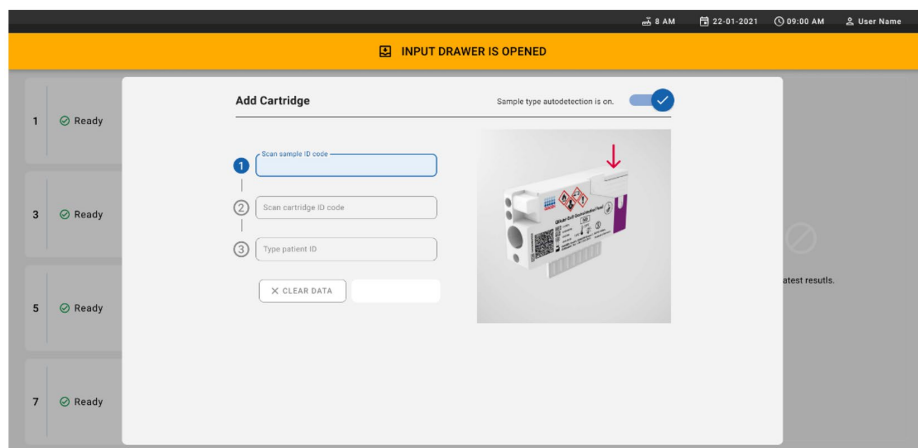 8 AM
22-01-2021
09:00 AM
User Name
INPUT DRAWER IS OPENED
Add Cartridge
Sample type autodetection is on.
1
Ready
3
Ready
5
Ready
7
Ready
1
Scan sample ID code
2
Scan cartridge ID code
3
Type patient ID
CLEAR DATA
atest resutls.